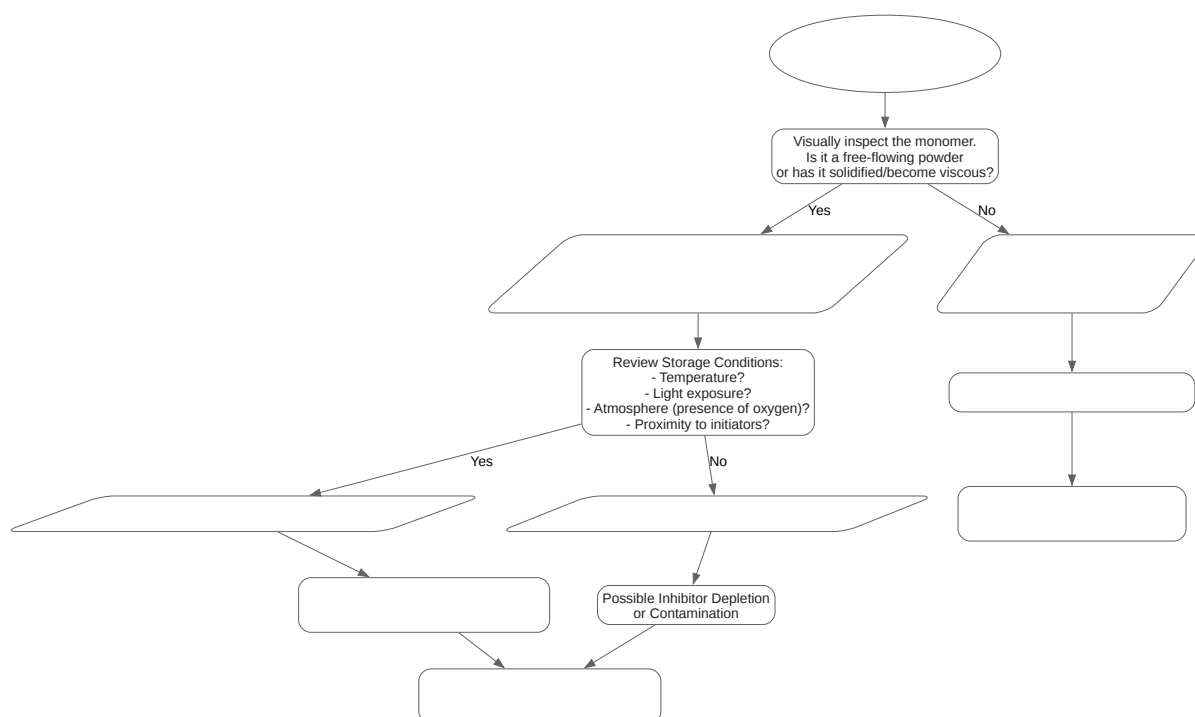 Visually inspect the monomer.
Is it a free-flowing powder
or has it solidified/become viscous?
Yes
No
Review Storage Conditions:
- Temperature?
- Light exposure?
- Atmosphere (presence of oxygen)?
- Proximity to initiators?
Yes
No
Possible Inhibitor Depletion
or Contamination